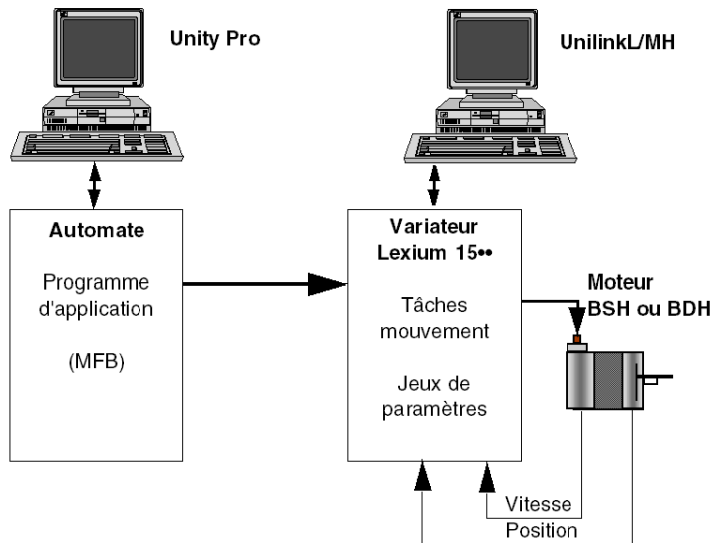 Unity Pro
UnilinkL/MH
Automate
Programme
d'application
(MFB)
Variateur
Lexium 15••
Tâches
mouvement
Jeux de
paramètres
Moteur
BSH ou BDH
Vitesse
Position